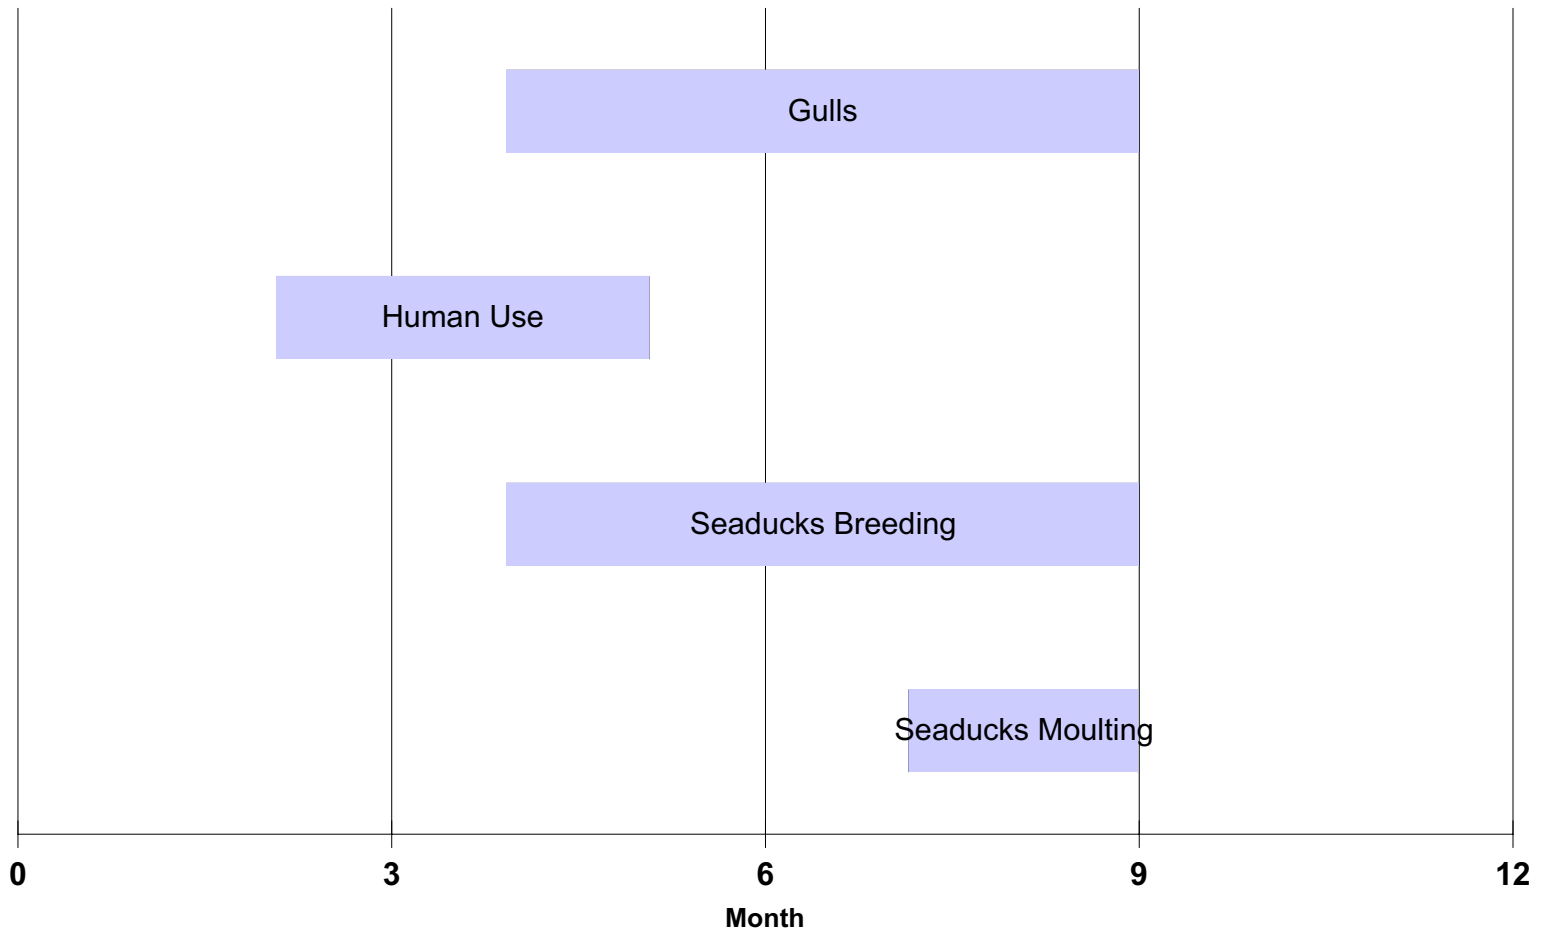 Gulls
Human Use
Seaducks Breeding
Seaducks Moulting
0 3 6 9 12
Month